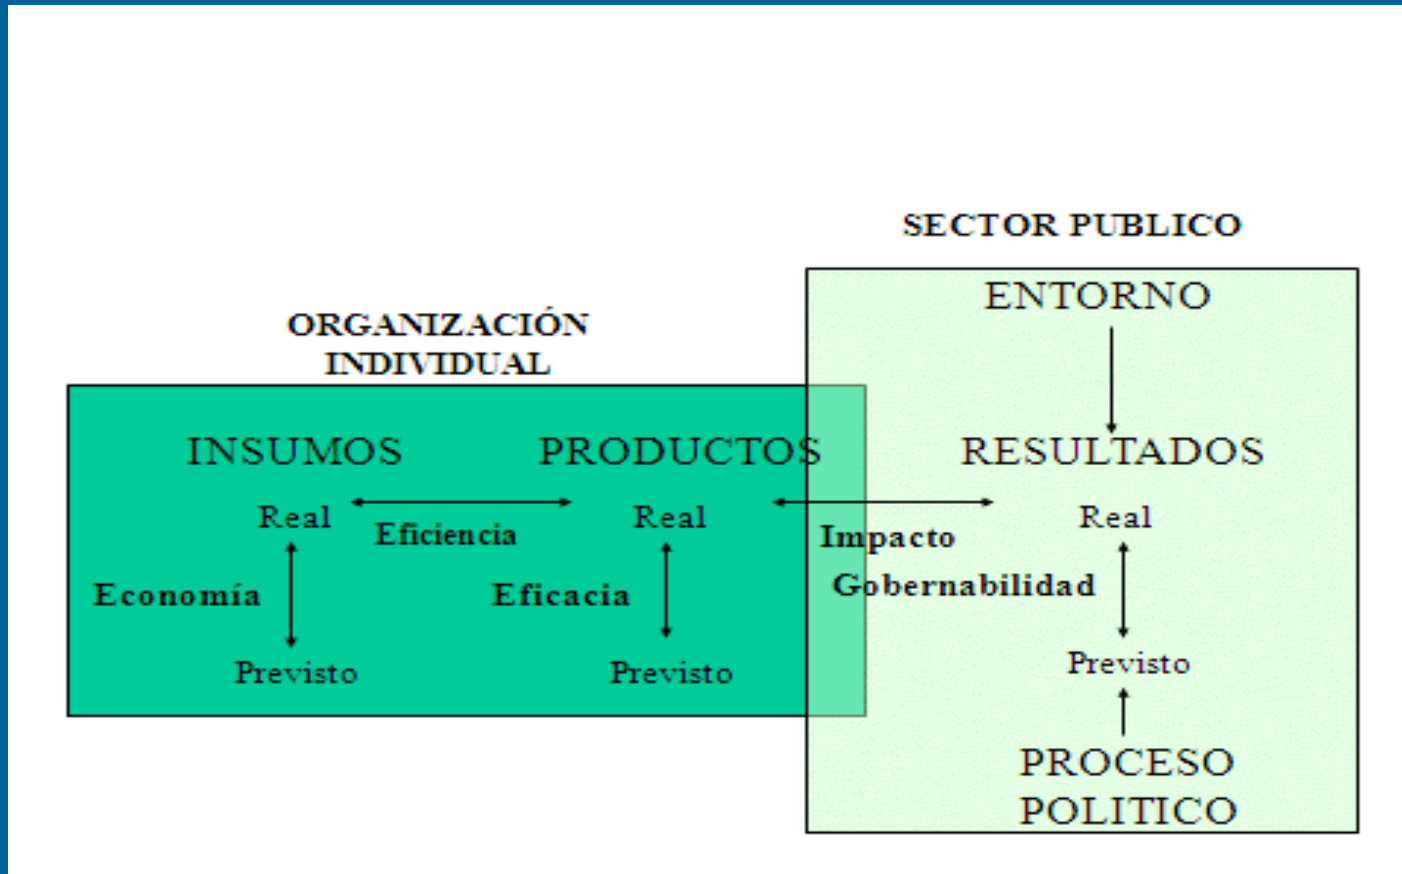 SECTOR PUBLICO
ENTORNO
ORGANIZACIÓN
INDIVIDUAL
INSUMOS PRODUCTOS RESULTADOS
Real Real Real
Eficiencia Impacto
Economía Eficacia Gobernabilidad
Previsto Previsto Previsto
PROCESO
POLITICO